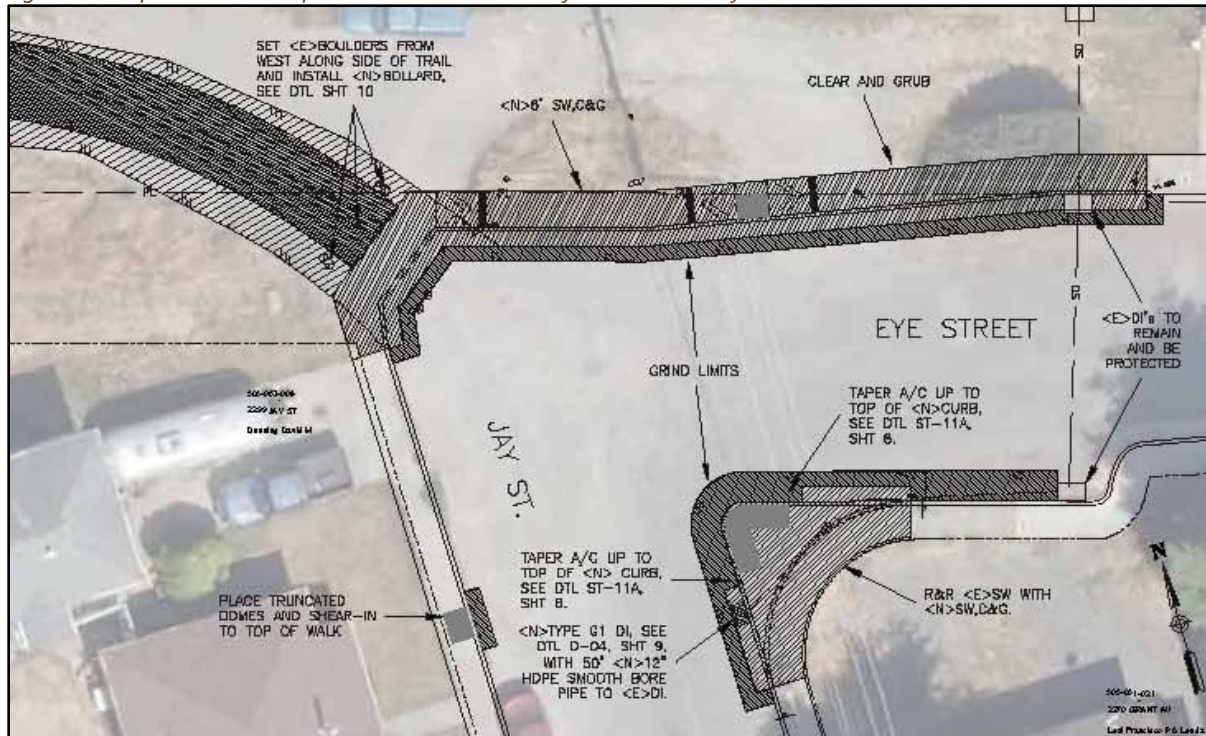 SET <E>BOULDERS FROM
WEST ALONG SIDE OF TRAIL
AND INSTALL <N>BOLLARD,
SEE DTL SHT 10
<N>6' SW,C&G
CLEAR AND GRUB
SD
PL
EYE STREET
SD
<E>DI's TO
REMAIN
AND BE
PROTECTED
GRIND LIMITS
TAPER A/C UP TO
TOP OF <N>CURB,
SEE DTL ST-11A,
SHT 8.
2299 JAY ST
JAY ST.
TAPER A/C UP TO
TOP OF <N> CURB,
SEE DTL ST-11A,
SHT 8.
PLACE TRUNCATED
DOMES AND SHEAR-IN
TO TOP OF WALK
<N>TYPE G1 DI, SEE
DTL D-04, SHT 9,
WITH 50' <N>12"
HDPE SMOOTH BORE
PIPE TO <E>DI.
R&R <E>SW WITH
<N>SW,C&G.
N